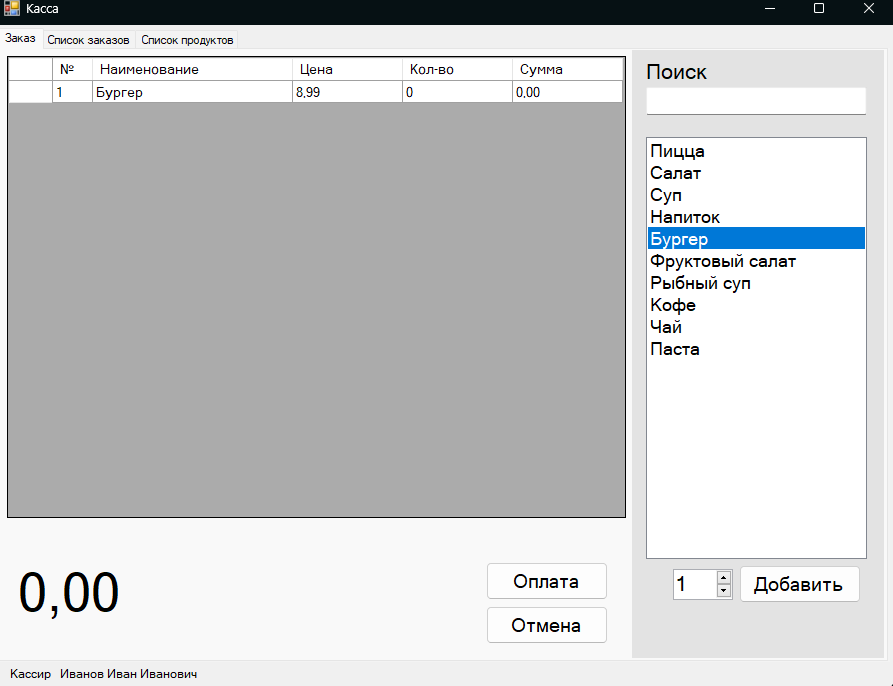 Касса
Заказ Список заказов Список продуктов
№ Наименование Цена Кол-во Сумма
1 Бургер 8,99 0 0,00
0,00
Оплата
Отмена
Поиск
Пицца
Салат
Суп
Напиток
Бургер
Фруктовый салат
Рыбный суп
Кофе
Чай
Паста
1 Добавить
Кассир Иванов Иван Иванович